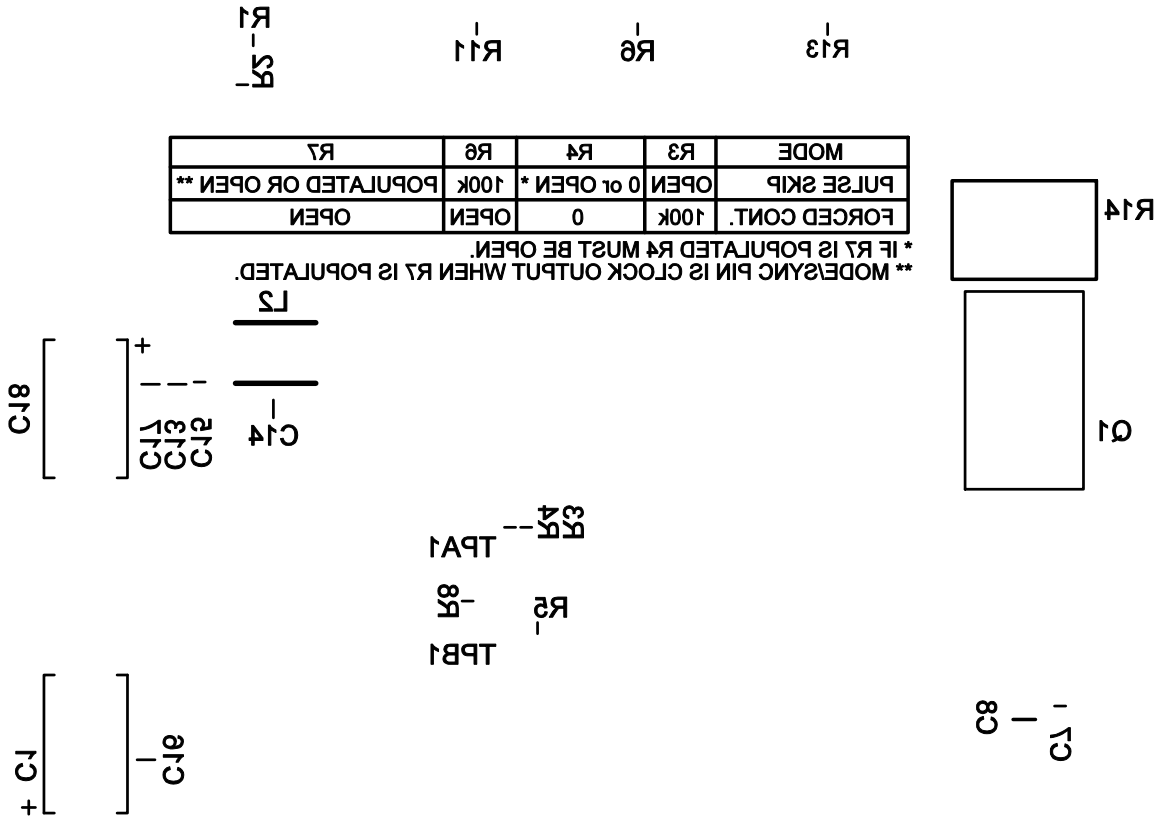 R1
R2
R11
R6
R13
MODE R3 R4 R6 R7
PULSE SKIP OPEN 0 or OPEN * 100k POPULATED OR OPEN **
FORCED CONT. 100k 0 OPEN OPEN
* IF R7 IS POPULATED R4 MUST BE OPEN.
** MODE/SYNC PIN IS CLOCK OUTPUT WHEN R7 IS POPULATED.
R14
L2
+
C18
C17
C13
C15
C14
Q1
R4
R3
TPA1
R8
R5
TPB1
C8
C7
C1
C16
+